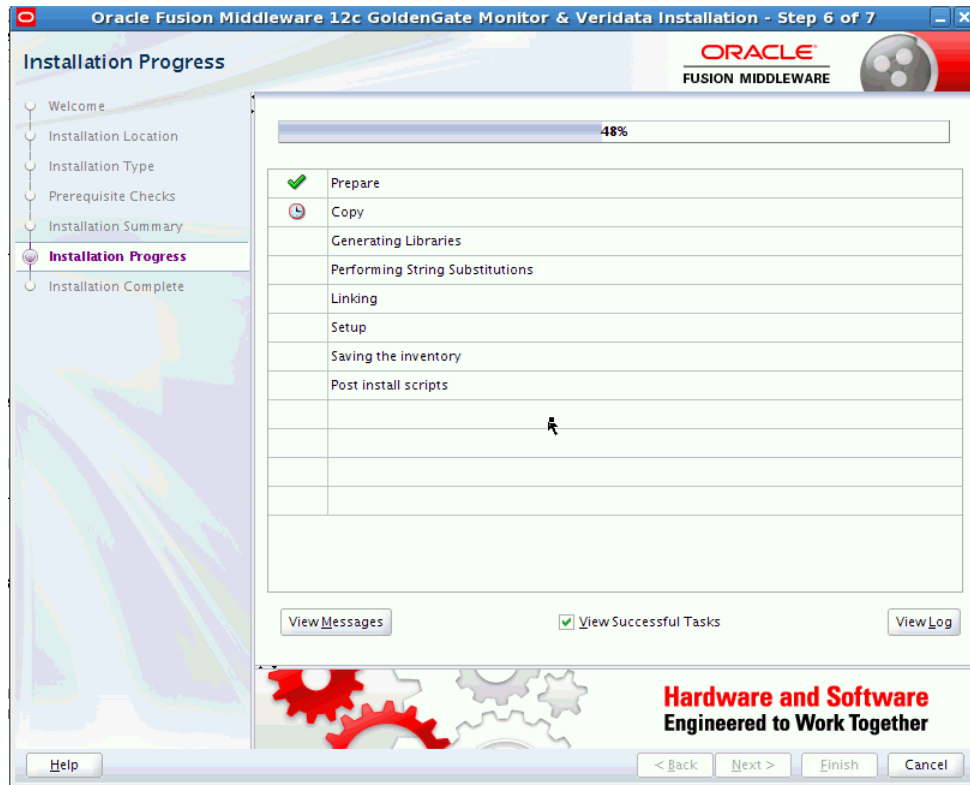 Oracle Fusion Middleware 12c GoldenGate Monitor & Veridata Installation - Step 6 of 7
Installation Progress
ORACLE
FUSION MIDDLEWARE
Welcome
Installation Location
Installation Type
Prerequisite Checks
Installation Summary
Installation Progress
Installation Complete
48%
Prepare
Copy
Generating Libraries
Performing String Substitutions
Linking
Setup
Saving the inventory
Post install scripts
View Messages
View Successful Tasks
View Log
Hardware and Software
Engineered to Work Together
Help
< Back
Next >
Finish
Cancel